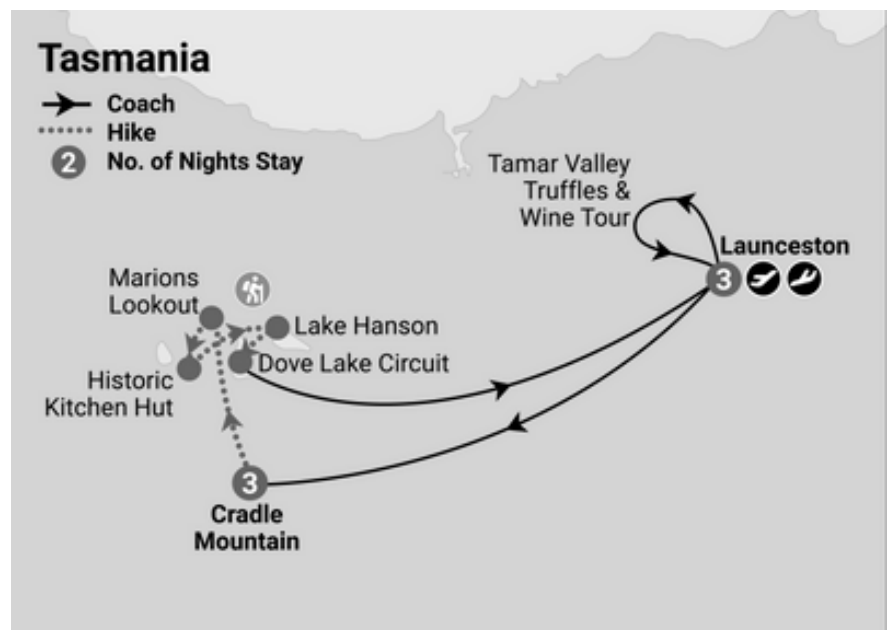 Tasmania
Coach
Hike
2 No. of Nights Stay
Tamar Valley
Truffles &
Wine Tour
Launceston
3
Marions
Lookout
Lake Hanson
Dove Lake Circuit
Historic
Kitchen Hut
3
Cradle
Mountain